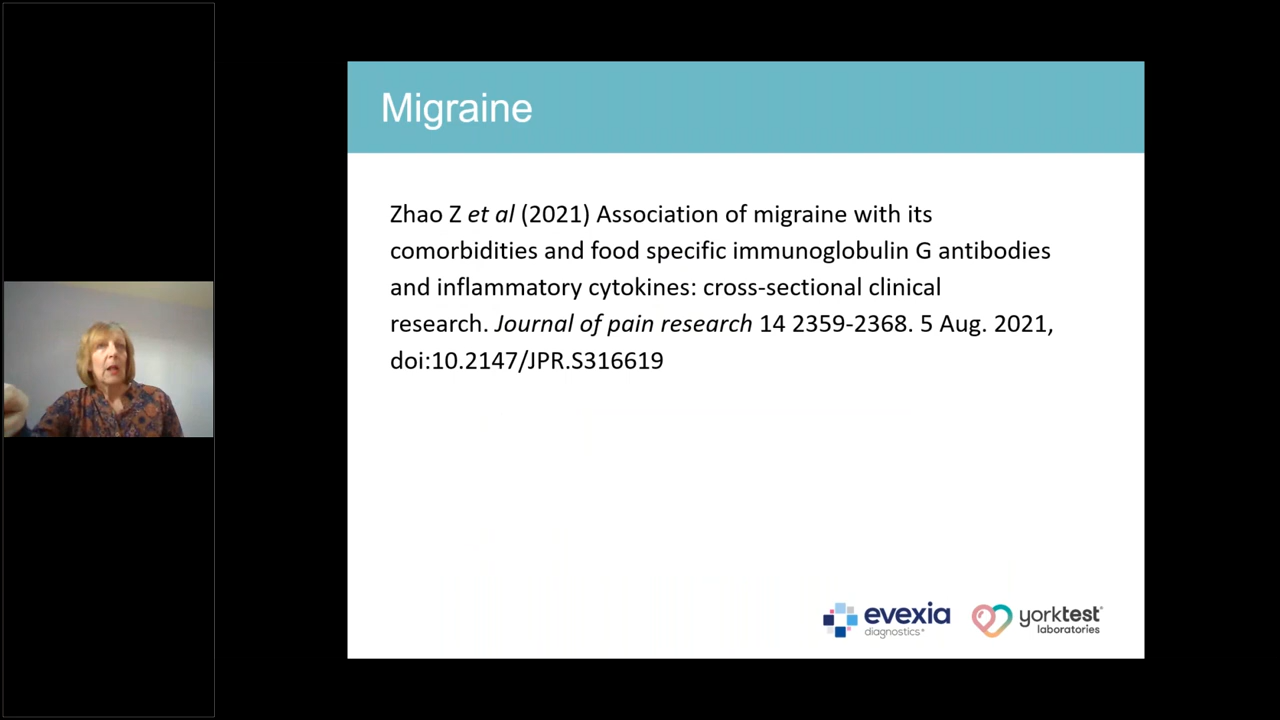 Migraine
Zhao Z et al (2021) Association of migraine with its
comorbidities and food specific immunoglobulin G antibodies
and inflammatory cytokines: cross-sectional clinical
research. Journal of pain research 14 2359-2368. 5 Aug. 2021,
doi:10.2147/JPR.S316619
evexia
diagnostics
yorktest
laboratories